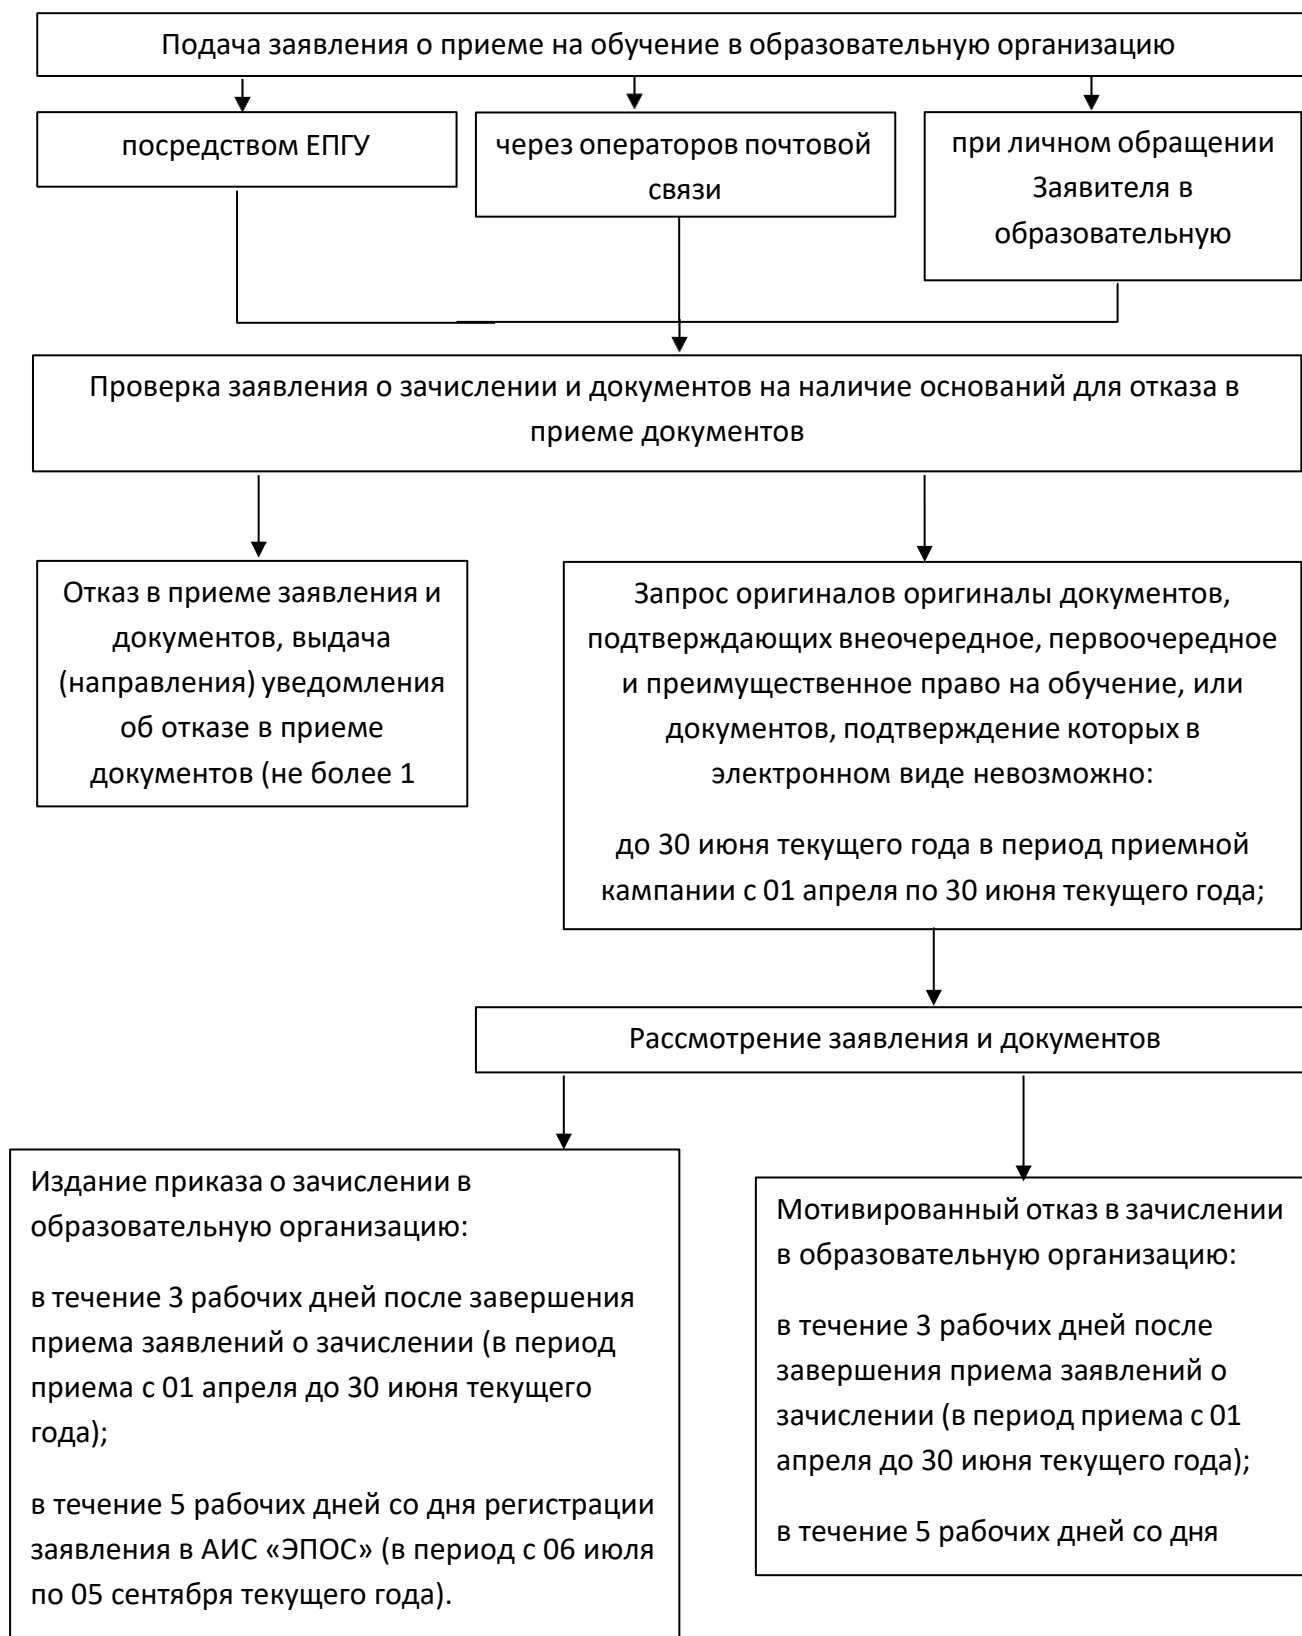 Подача заявления о приеме на обучение в образовательную организацию
посредством ЕПГУ
через операторов почтовой
связи
при личном обращении
Заявителя в
образовательную
Проверка заявления о зачислении и документов на наличие оснований для отказа в
приеме документов
Отказ в приеме заявления и
документов, выдача
(направления) уведомления
об отказе в приеме
документов (не более 1
Запрос оригиналов оригиналы документов,
подтверждающих внеочередное, первоочередное
и преимущественное право на обучение, или
документов, подтверждение которых в
электронном виде невозможно:
до 30 июня текущего года в период приемной
кампании с 01 апреля по 30 июня текущего года;
Рассмотрение заявления и документов
Издание приказа о зачислении в
образовательную организацию:
в течение 3 рабочих дней после завершения
приема заявлений о зачислении (в период
приема с 01 апреля до 30 июня текущего
года);
в течение 5 рабочих дней со дня регистрации
заявления в АИС «ЭПОС» (в период с 06 июля
по 05 сентября текущего года).
Мотивированный отказ в зачислении
в образовательную организацию:
в течение 3 рабочих дней после
завершения приема заявлений о
зачислении (в период приема с 01
апреля до 30 июня текущего года);
в течение 5 рабочих дней со дня